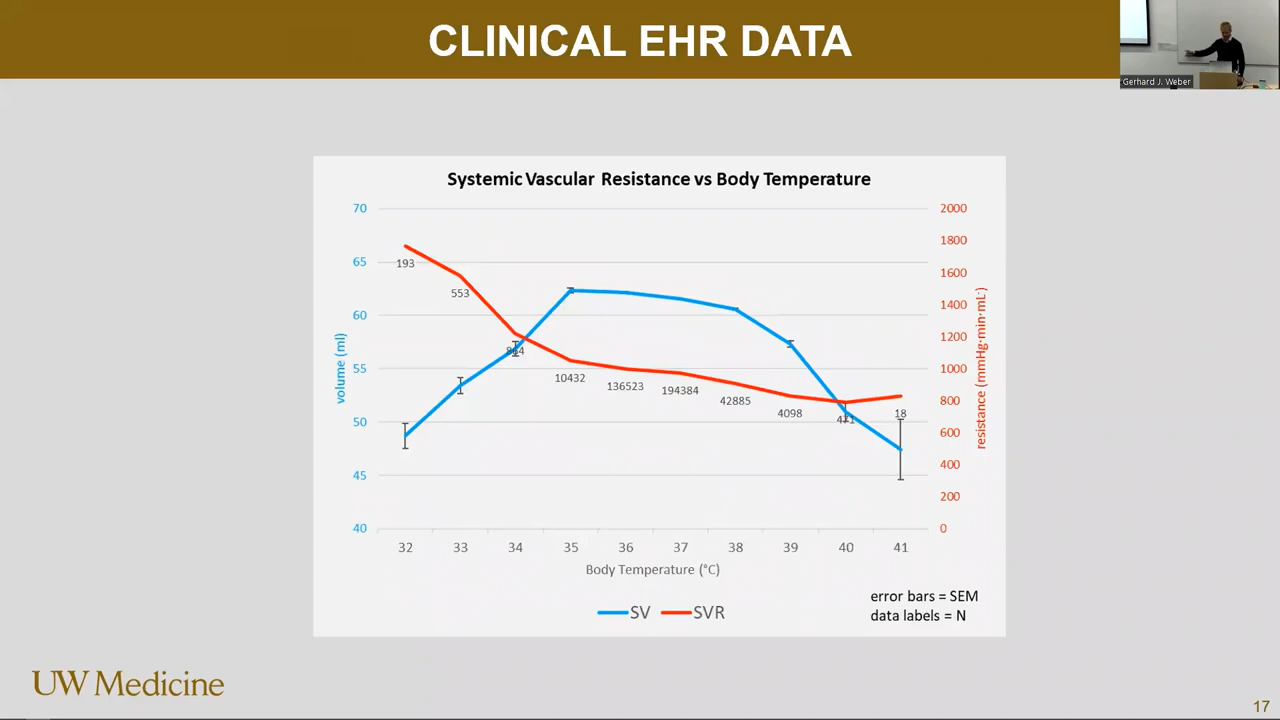 CLINICAL EHR DATA
Gerhard J. Weber
Systemic Vascular Resistance vs Body Temperature
70
65
60
55
50
45
40
volume (ml)
2000
1800
1600
1400
1200
1000
800
600
400
200
0
resistance (mmHg·min·mL)
193
553
10432
136523
194384
42885
4098
471
18
32 33 34 35 36 37 38 39 40 41
Body Temperature (°C)
SV SVR
error bars = SEM
data labels = N
UW Medicine
17